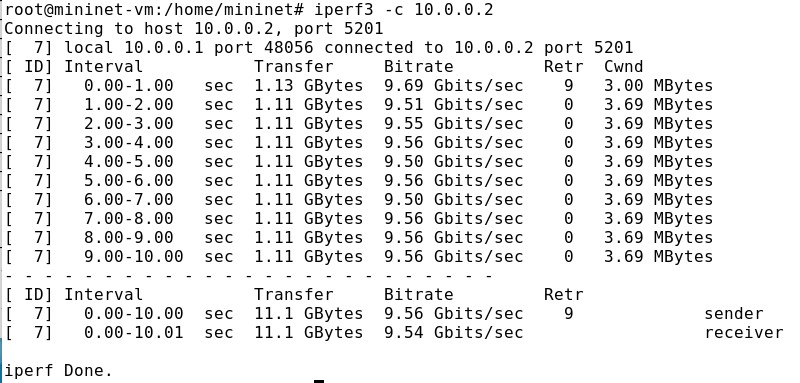 root@mininet-vm:/home/mininet# iperf3 -c 10.0.0.2
Connecting to host 10.0.0.2, port 5201
[  7] local 10.0.0.1 port 48056 connected to 10.0.0.2 port 5201
[ ID] Interval           Transfer     Bitrate         Retr  Cwnd
[  7]   0.00-1.00   sec  1.13 GBytes  9.69 Gbits/sec    9   3.00 MBytes
[  7]   1.00-2.00   sec  1.11 GBytes  9.51 Gbits/sec    0   3.69 MBytes
[  7]   2.00-3.00   sec  1.11 GBytes  9.55 Gbits/sec    0   3.69 MBytes
[  7]   3.00-4.00   sec  1.11 GBytes  9.56 Gbits/sec    0   3.69 MBytes
[  7]   4.00-5.00   sec  1.11 GBytes  9.50 Gbits/sec    0   3.69 MBytes
[  7]   5.00-6.00   sec  1.11 GBytes  9.56 Gbits/sec    0   3.69 MBytes
[  7]   6.00-7.00   sec  1.11 GBytes  9.50 Gbits/sec    0   3.69 MBytes
[  7]   7.00-8.00   sec  1.11 GBytes  9.56 Gbits/sec    0   3.69 MBytes
[  7]   8.00-9.00   sec  1.11 GBytes  9.56 Gbits/sec    0   3.69 MBytes
[  7]   9.00-10.00  sec  1.11 GBytes  9.56 Gbits/sec    0   3.69 MBytes
- - - - - - - - - - - - - - - - - - - - - - - - -
[ ID] Interval           Transfer     Bitrate         Retr
[  7]   0.00-10.00  sec  11.1 GBytes  9.56 Gbits/sec    9             sender
[  7]   0.00-10.01  sec  11.1 GBytes  9.54 Gbits/sec                  receiver
iperf Done.